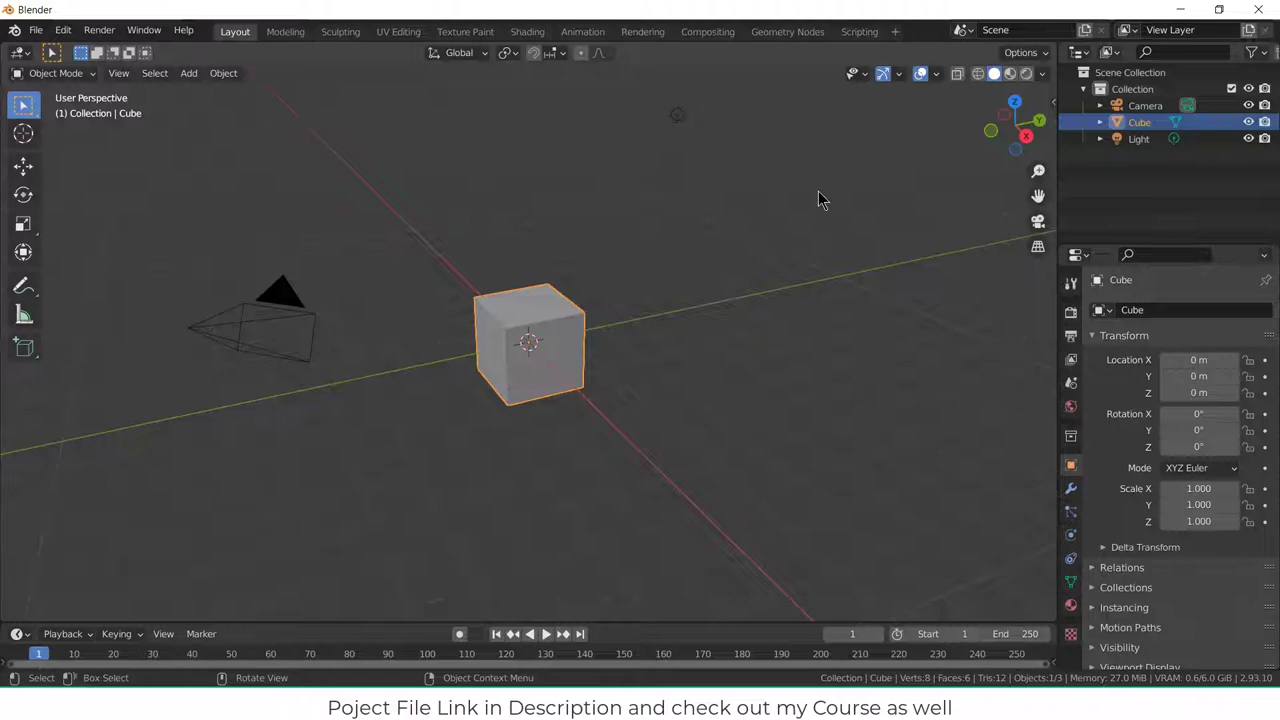 Blender
File Edit Render Window Help Layout Modeling Sculpting UV Editing Texture Paint Shading Animation Rendering Compositing Geometry Nodes Scripting + Scene View Layer
Global Options
Object Mode View Select Add Object
User Perspective
(1) Collection | Cube
Z
Y
X
Scene Collection
Collection
Camera
Cube
Light
Cube
Cube
Transform
Location X 0 m
Y 0 m
Z 0 m
Rotation X 0°
Y 0°
Z 0°
Mode XYZ Euler
Scale X 1.000
Y 1.000
Z 1.000
Delta Transform
Relations
Collections
Instancing
Motion Paths
Visibility
Viewport Display
Playback Keying View Marker 1 Start 1 End 250
1 10 20 30 40 50 60 70 80 90 100 110 120 130 140 150 160 170 180 190 200 210 220 230 240 250
Select Box Select Rotate View Object Context Menu Collection | Cube | Verts:8 | Faces:6 | Tris:12 | Objects:1/3 | Memory: 27.0 MiB | VRAM: 0.6/6.0 GiB | 2.93.10
Poject File Link in Description and check out my Course as well